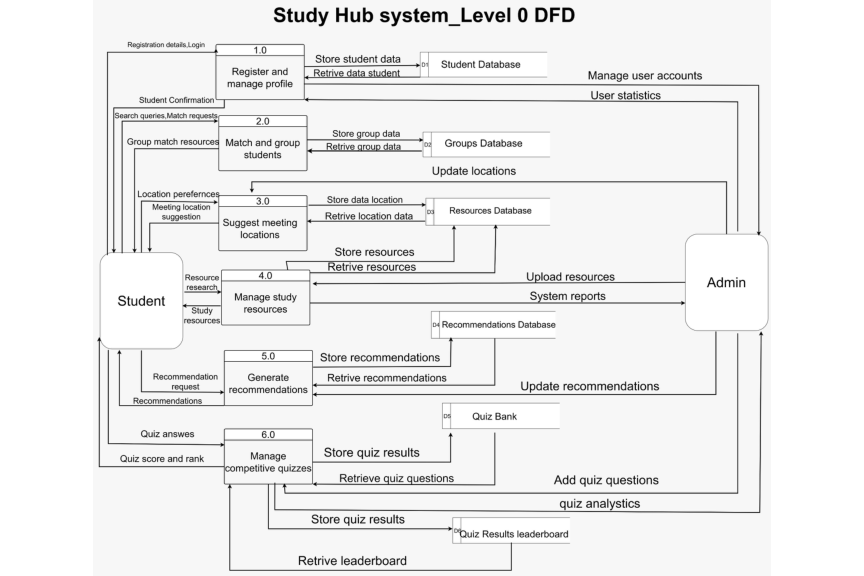 Study Hub system_Level 0 DFD
Registration details,Login
1.0
Register and
manage profile
Store student data
Retrive data student
D1
Student Database
Manage user accounts
User statistics
Student Confirmation
Search queries,Match requests
2.0
Match and group
students
Group match resources
Store group data
Retrieve group data
D2
Groups Database
Update locations
Location perefernces
Meeting location
suggestion
3.0
Suggest meeting
locations
Store data location
Retrive location data
D3
Resources Database
Store resources
Retrive resources
Student
Resource
research
Study
resources
4.0
Manage study
resources
Upload resources
System reports
Admin
D4
Recommendations Database
5.0
Generate
recommendations
Store recommendations
Retrive recommendations
Update recommendations
Recommendation
request
Recommendations
D5
Quiz Bank
Quiz answes
Quiz score and rank
6.0
Manage
competitive quizzes
Store quiz results
Retrieve quiz questions
Add quiz questions
quiz analystics
Store quiz results
D6
Quiz Results leaderboard
Retrive leaderboard